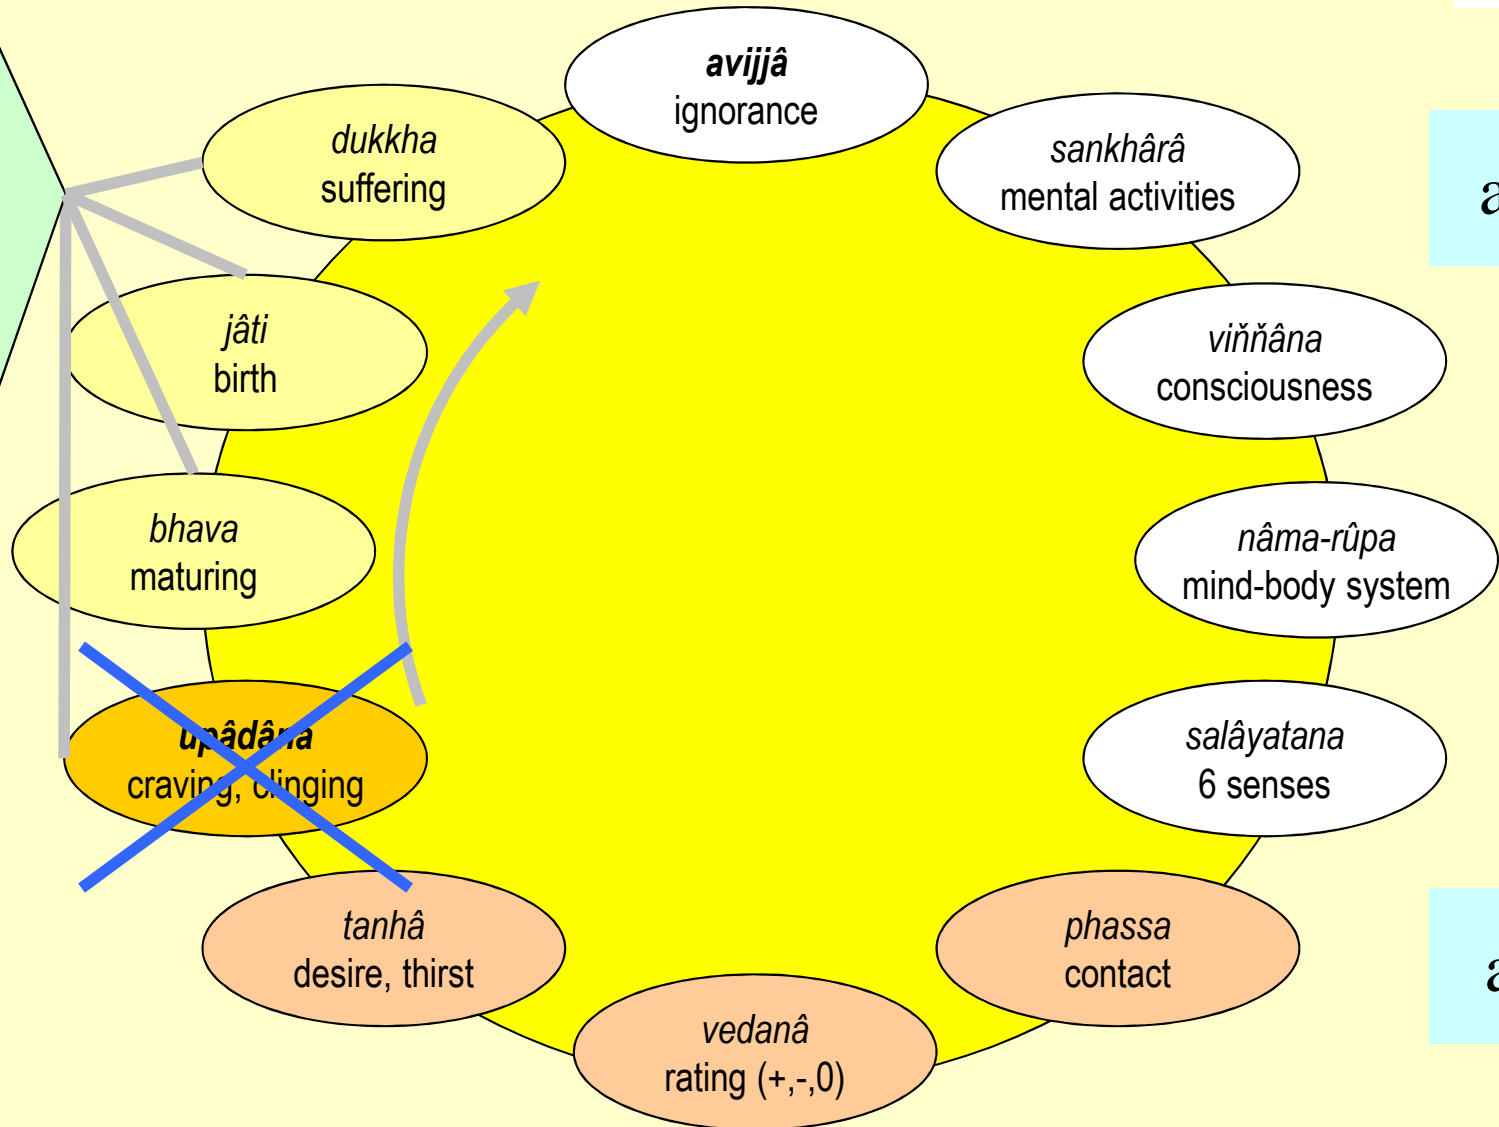 avijjâ
ignorance
sankhârâ
mental activities
viňňâna
consciousness
nâma-rûpa
mind-body system
salâyatana
6 senses
phassa
contact
vedanâ
rating (+,-,0)
tanhâ
desire, thirst
upâdâna
craving, clinging
bhava
maturing
jâti
birth
dukkha
suffering
a
a